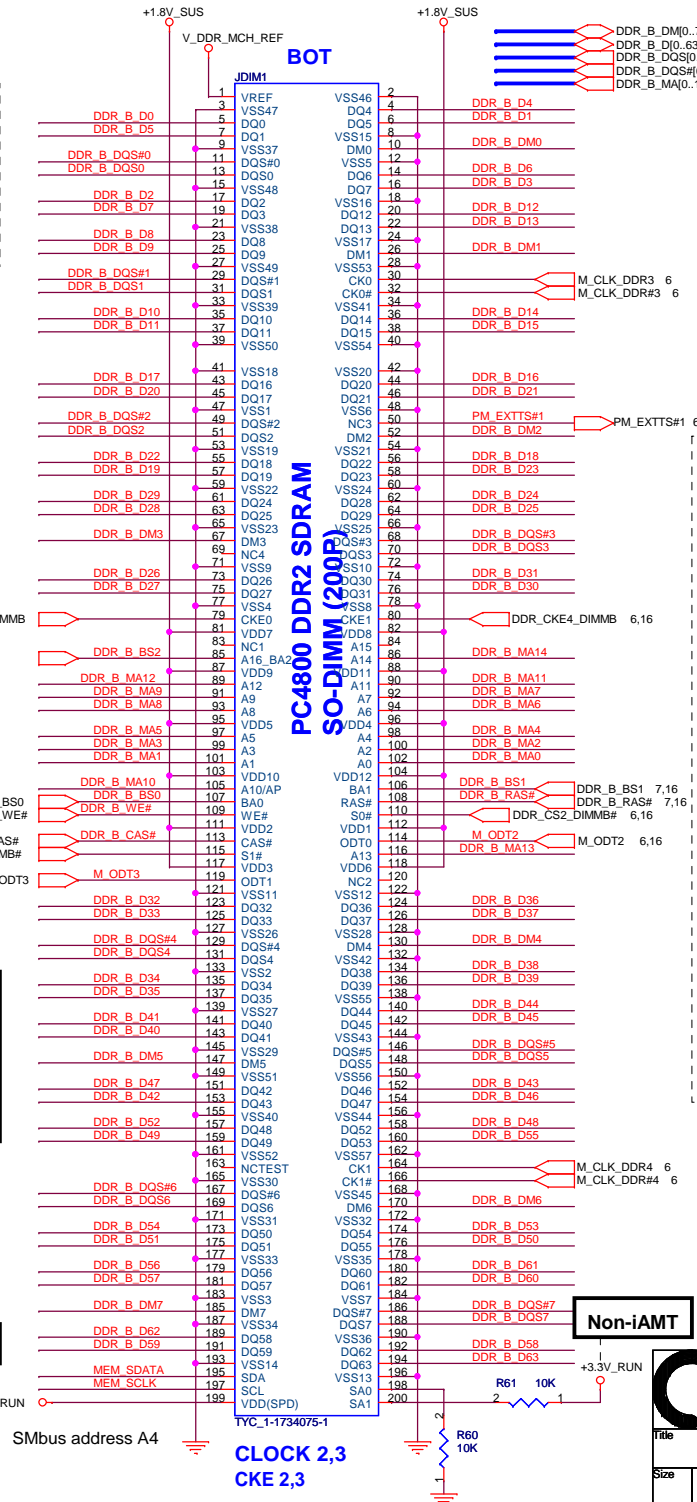 +1.8V_SUS +1.8V_SUS
V_DDR_MCH_REF
BOT
JDIM1
DDR_B_DM[0..7
DDR_B_D[0..63
DDR_B_DQS[0
DDR_B_DQS#[
DDR_B_MA[0..1
1 VREF VSS46 2
3 VSS47 DQ4 4 DDR_B_D4
DDR_B_D0 5 DQ0 DQ5 6 DDR_B_D1
DDR_B_D5 7 DQ1 VSS15 8
9 VSS37 DM0 10 DDR_B_DM0
DDR_B_DQS#0 11 DQS#0 VSS5 12
DDR_B_DQS0 13 DQS0 DQ6 14 DDR_B_D6
15 VSS48 DQ7 16 DDR_B_D3
DDR_B_D2 17 DQ2 VSS16 18
DDR_B_D7 19 DQ3 DQ12 20 DDR_B_D12
21 VSS38 DQ13 22 DDR_B_D13
DDR_B_D8 23 DQ8 VSS17 24
DDR_B_D9 25 DQ9 DM1 26 DDR_B_DM1
27 VSS49 VSS53 28
DDR_B_DQS#1 29 DQS#1 CK0 30 M_CLK_DDR3 6
DDR_B_DQS1 31 DQS1 CK0# 32 M_CLK_DDR#3 6
33 VSS39 VSS41 34
DDR_B_D10 35 DQ10 DQ14 36 DDR_B_D14
DDR_B_D11 37 DQ11 DQ15 38 DDR_B_D15
39 VSS50 VSS54 40
41 VSS18 VSS20 42
DDR_B_D17 43 DQ16 DQ20 44 DDR_B_D16
DDR_B_D20 45 DQ17 DQ21 46 DDR_B_D21
47 VSS1 VSS6 48
DDR_B_DQS#2 49 DQS#2 NC3 50 PM_EXTTS#1 PM_EXTTS#1 6
DDR_B_DQS2 51 DQS2 DM2 52 DDR_B_DM2
53 VSS19 VSS21 54
DDR_B_D22 55 DQ18 DQ22 56 DDR_B_D18
DDR_B_D19 57 DQ19 DQ23 58 DDR_B_D23
59 VSS22 VSS24 60
DDR_B_D29 61 DQ24 DQ28 62 DDR_B_D24
DDR_B_D28 63 DQ25 DQ29 64 DDR_B_D25
65 VSS23 VSS25 66
DDR_B_DM3 67 DM3 DQS#3 68 DDR_B_DQS#3
69 NC4 DQS3 70 DDR_B_DQS3
71 VSS9 VSS10 72
DDR_B_D26 73 DQ26 DQ30 74 DDR_B_D31
DDR_B_D27 75 DQ27 DQ31 76 DDR_B_D30
77 VSS4 VSS8 78
MMB 79 CKE0 CKE1 80 DDR_CKE4_DIMMB 6,16
81 VDD7 VDD8 82
83 NC1 A15 84
DDR_B_BS2 85 A16_BA2 A14 86 DDR_B_MA14
87 VDD9 VDD11 88
DDR_B_MA12 89 A12 A11 90 DDR_B_MA11
DDR_B_MA9 91 A9 A7 92 DDR_B_MA7
DDR_B_MA8 93 A8 A6 94 DDR_B_MA6
95 VDD5 VDD4 96
DDR_B_MA5 97 A5 A4 98 DDR_B_MA4
DDR_B_MA3 99 A3 A2 100 DDR_B_MA2
DDR_B_MA1 101 A1 A0 102 DDR_B_MA0
103 VDD10 VDD12 104
DDR_B_MA10 105 A10/AP BA1 106 DDR_B_BS1 DDR_B_BS1 7,16
_BS0 DDR_B_BS0 107 BA0 RAS# 108 DDR_B_RAS# DDR_B_RAS# 7,16
_WE# DDR_B_WE# 109 WE# S0# 110 DDR_CS2_DIMMB# 6,16
111 VDD2 VDD1 112
AS# DDR_B_CAS# 113 CAS# ODT0 114 M_ODT2 M_ODT2 6,16
MB# 115 S1# A13 116 DDR_B_MA13
117 VDD3 VDD6 118
ODT3 M_ODT3 119 ODT1 NC2 120
121 VSS11 VSS12 122
DDR_B_D32 123 DQ32 DQ36 124 DDR_B_D36
DDR_B_D33 125 DQ33 DQ37 126 DDR_B_D37
127 VSS26 VSS28 128
DDR_B_DQS#4 129 DQS#4 DM4 130 DDR_B_DM4
DDR_B_DQS4 131 DQS4 VSS42 132
133 VSS2 DQ38 134 DDR_B_D38
DDR_B_D34 135 DQ34 DQ39 136 DDR_B_D39
DDR_B_D35 137 DQ35 VSS55 138
139 VSS27 DQ44 140 DDR_B_D44
DDR_B_D41 141 DQ40 DQ45 142 DDR_B_D45
DDR_B_D40 143 DQ41 VSS43 144
145 VSS29 DQS#5 146 DDR_B_DQS#5
DDR_B_DM5 147 DM5 DQS5 148 DDR_B_DQS5
149 VSS51 VSS56 150
DDR_B_D47 151 DQ42 DQ46 152 DDR_B_D43
DDR_B_D42 153 DQ43 DQ47 154 DDR_B_D46
155 VSS40 VSS44 156
DDR_B_D52 157 DQ48 DQ52 158 DDR_B_D48
DDR_B_D49 159 DQ49 DQ53 160 DDR_B_D55
161 VSS52 VSS57 162
163 NCTEST CK1 164 M_CLK_DDR4 6
165 VSS30 CK1# 166 M_CLK_DDR#4 6
DDR_B_DQS#6 167 DQS#6 VSS45 168
DDR_B_DQS6 169 DQS6 DM6 170 DDR_B_DM6
171 VSS31 VSS32 172
DDR_B_D54 173 DQ50 DQ54 174 DDR_B_D53
DDR_B_D51 175 DQ51 DQ55 176 DDR_B_D50
177 VSS33 VSS35 178
DDR_B_D56 179 DQ56 DQ60 180 DDR_B_D61
DDR_B_D57 181 DQ57 DQ61 182 DDR_B_D60
183 VSS3 VSS7 184
DDR_B_DM7 185 DM7 DQS#7 186 DDR_B_DQS#7
187 VSS34 DQS7 188 DDR_B_DQS7
DDR_B_D62 189 DQ58 VSS36 190
DDR_B_D59 191 DQ59 DQ62 192 DDR_B_D58
193 VSS14 DQ63 194 DDR_B_D63
MEM_SDATA 195 SDA VSS13 196
MEM_SCLK 197 SCL SA0 198
RUN 199 VDD(SPD) SA1 200
PC4800 DDR2 SDRAM
SO-DIMM (200P)
Non-iAMT
+3.3V_RUN
R61 10K
2 1
TYC_1-1734075-1
SMbus address A4
2
R60
10K
1
CLOCK 2,3
CKE 2,3
Title
Size